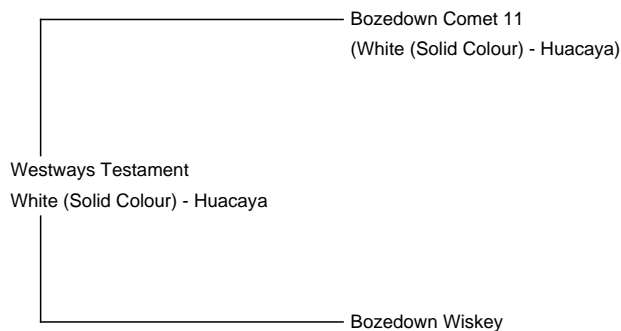 Bozedown Comet 11
(White (Solid Colour) - Huacaya)
Westways Testament
White (Solid Colour) - Huacaya
Bozedown Wiskey